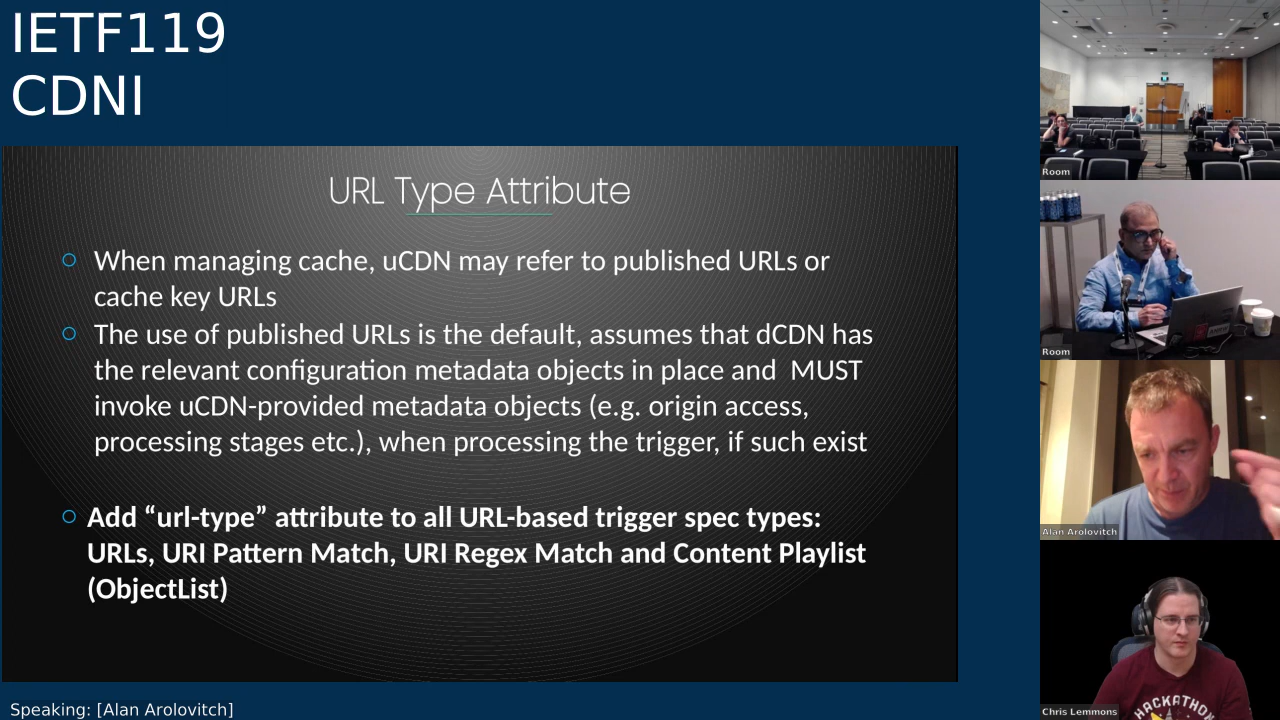 IETF119
CDNI
URL Type Attribute
When managing cache, uCDN may refer to published URLs or
cache key URLs
The use of published URLs is the default, assumes that dCDN has
the relevant configuration metadata objects in place and  MUST
invoke uCDN-provided metadata objects (e.g. origin access,
processing stages etc.), when processing the trigger, if such exist
Add “url-type” attribute to all URL-based trigger spec types:
URLs, URI Pattern Match, URI Regex Match and Content Playlist
(ObjectList)
Speaking: [Alan Arolovitch]
Room
Room
Alan Arolovitch
HACKATHON
Chris Lemmons